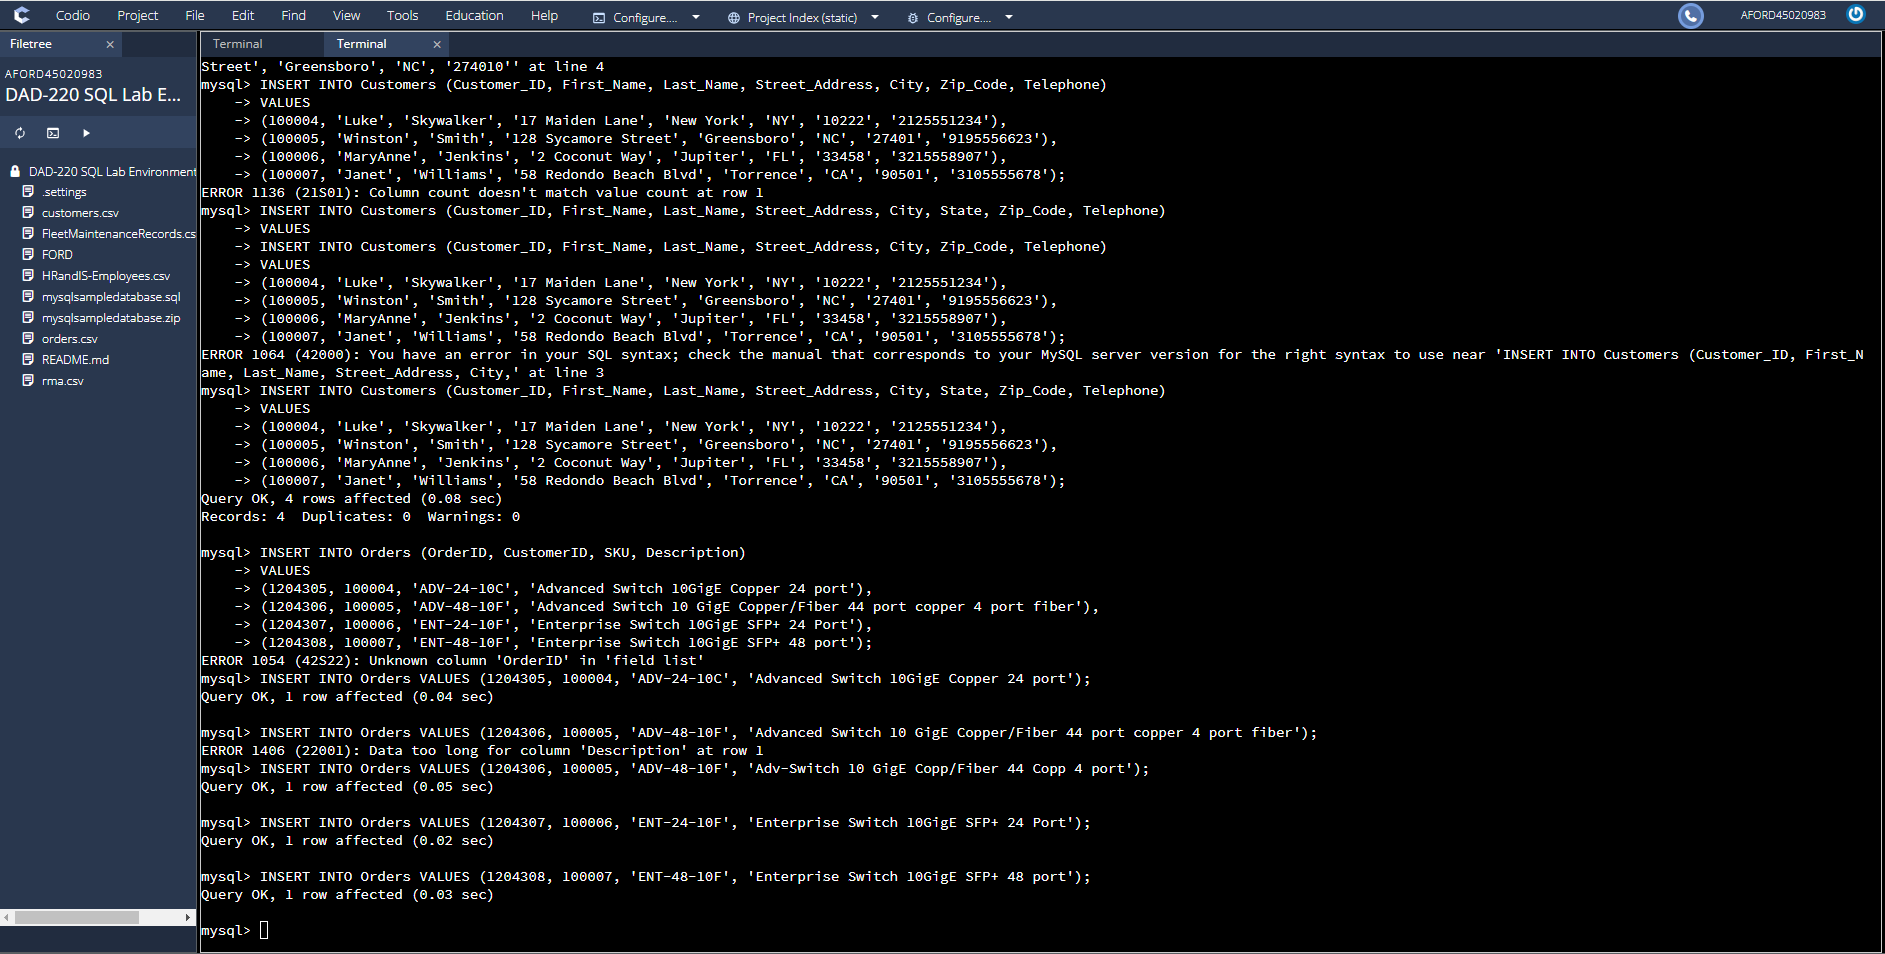 Codio Project File Edit Find View Tools Education Help Configure.... Project Index (static) Configure.... AFORD45020983
Filetree ×
Terminal Terminal ×
AFORD45020983
DAD-220 SQL Lab E...
DAD-220 SQL Lab Environment
.settings
customers.csv
FleetMaintenanceRecords.cs
FORD
HRandIS-Employees.csv
mysqlsampledatabase.sql
mysqlsampledatabase.zip
orders.csv
README.md
rma.csv
Street', 'Greensboro', 'NC', '274010'' at line 4
mysql> INSERT INTO Customers (Customer_ID, First_Name, Last_Name, Street_Address, City, Zip_Code, Telephone)
-> VALUES
-> (100004, 'Luke', 'Skywalker', '17 Maiden Lane', 'New York', 'NY', '10222', '2125551234'),
-> (100005, 'Winston', 'Smith', '128 Sycamore Street', 'Greensboro', 'NC', '27401', '9195556623'),
-> (100006, 'MaryAnne', 'Jenkins', '2 Coconut Way', 'Jupiter', 'FL', '33458', '3215558907'),
-> (100007, 'Janet', 'Williams', '58 Redondo Beach Blvd', 'Torrence', 'CA', '90501', '3105555678');
ERROR 1136 (21S01): Column count doesn't match value count at row 1
mysql> INSERT INTO Customers (Customer_ID, First_Name, Last_Name, Street_Address, City, State, Zip_Code, Telephone)
-> VALUES
-> INSERT INTO Customers (Customer_ID, First_Name, Last_Name, Street_Address, City, Zip_Code, Telephone)
-> VALUES
-> (100004, 'Luke', 'Skywalker', '17 Maiden Lane', 'New York', 'NY', '10222', '2125551234'),
-> (100005, 'Winston', 'Smith', '128 Sycamore Street', 'Greensboro', 'NC', '27401', '9195556623'),
-> (100006, 'MaryAnne', 'Jenkins', '2 Coconut Way', 'Jupiter', 'FL', '33458', '3215558907'),
-> (100007, 'Janet', 'Williams', '58 Redondo Beach Blvd', 'Torrence', 'CA', '90501', '3105555678');
ERROR 1064 (42000): You have an error in your SQL syntax; check the manual that corresponds to your MySQL server version for the right syntax to use near 'INSERT INTO Customers (Customer_ID, First_N
ame, Last_Name, Street_Address, City,' at line 3
mysql> INSERT INTO Customers (Customer_ID, First_Name, Last_Name, Street_Address, City, State, Zip_Code, Telephone)
-> VALUES
-> (100004, 'Luke', 'Skywalker', '17 Maiden Lane', 'New York', 'NY', '10222', '2125551234'),
-> (100005, 'Winston', 'Smith', '128 Sycamore Street', 'Greensboro', 'NC', '27401', '9195556623'),
-> (100006, 'MaryAnne', 'Jenkins', '2 Coconut Way', 'Jupiter', 'FL', '33458', '3215558907'),
-> (100007, 'Janet', 'Williams', '58 Redondo Beach Blvd', 'Torrence', 'CA', '90501', '3105555678');
Query OK, 4 rows affected (0.08 sec)
Records: 4  Duplicates: 0  Warnings: 0
mysql> INSERT INTO Orders (OrderID, CustomerID, SKU, Description)
-> VALUES
-> (1204305, 100004, 'ADV-24-10C', 'Advanced Switch 10GigE Copper 24 port'),
-> (1204306, 100005, 'ADV-48-10F', 'Advanced Switch 10 GigE Copper/Fiber 44 port copper 4 port fiber'),
-> (1204307, 100006, 'ENT-24-10F', 'Enterprise Switch 10GigE SFP+ 24 Port'),
-> (1204308, 100007, 'ENT-48-10F', 'Enterprise Switch 10GigE SFP+ 48 port');
ERROR 1054 (42S22): Unknown column 'OrderID' in 'field list'
mysql> INSERT INTO Orders VALUES (1204305, 100004, 'ADV-24-10C', 'Advanced Switch 10GigE Copper 24 port');
Query OK, 1 row affected (0.04 sec)
mysql> INSERT INTO Orders VALUES (1204306, 100005, 'ADV-48-10F', 'Advanced Switch 10 GigE Copper/Fiber 44 port copper 4 port fiber');
ERROR 1406 (22001): Data too long for column 'Description' at row 1
mysql> INSERT INTO Orders VALUES (1204306, 100005, 'ADV-48-10F', 'Adv-Switch 10 GigE Copp/Fiber 44 Copp 4 port');
Query OK, 1 row affected (0.05 sec)
mysql> INSERT INTO Orders VALUES (1204307, 100006, 'ENT-24-10F', 'Enterprise Switch 10GigE SFP+ 24 Port');
Query OK, 1 row affected (0.02 sec)
mysql> INSERT INTO Orders VALUES (1204308, 100007, 'ENT-48-10F', 'Enterprise Switch 10GigE SFP+ 48 port');
Query OK, 1 row affected (0.03 sec)
mysql>